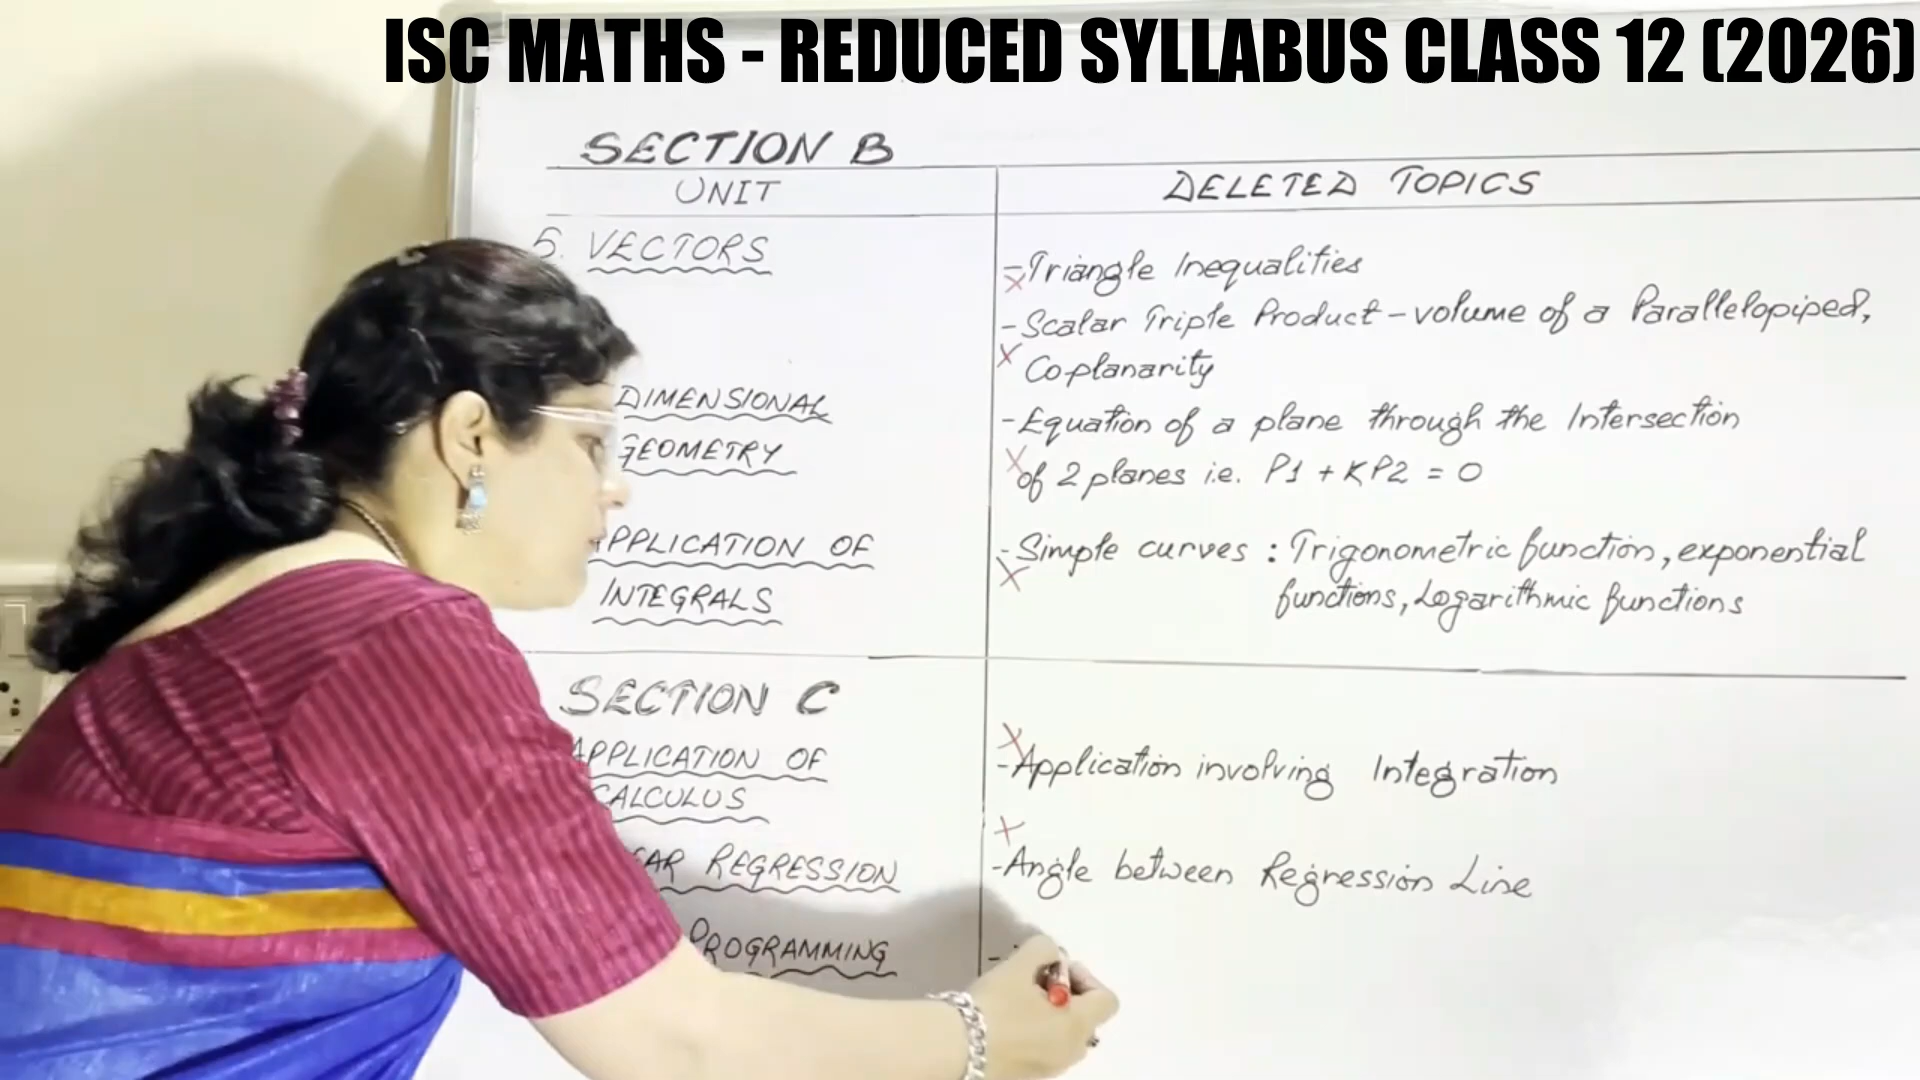 ISC MATHS - REDUCED SYLLABUS CLASS 12 (2026)
SECTION B
UNIT
DELETED TOPICS
5. VECTORS
- Triangle Inequalities
- Scalar Triple Product - volume of a Parallelopiped,
Coplanarity
DIMENSIONAL
GEOMETRY
- Equation of a plane through the Intersection
of 2 planes i.e. P1 + KP2 = 0
APPLICATION OF
INTEGRALS
- Simple curves : Trigonometric function, exponential
functions, Logarithmic functions
SECTION C
APPLICATION OF
CALCULUS
- Application involving Integration
REGRESSION
- Angle between Regression Line
PROGRAMMING